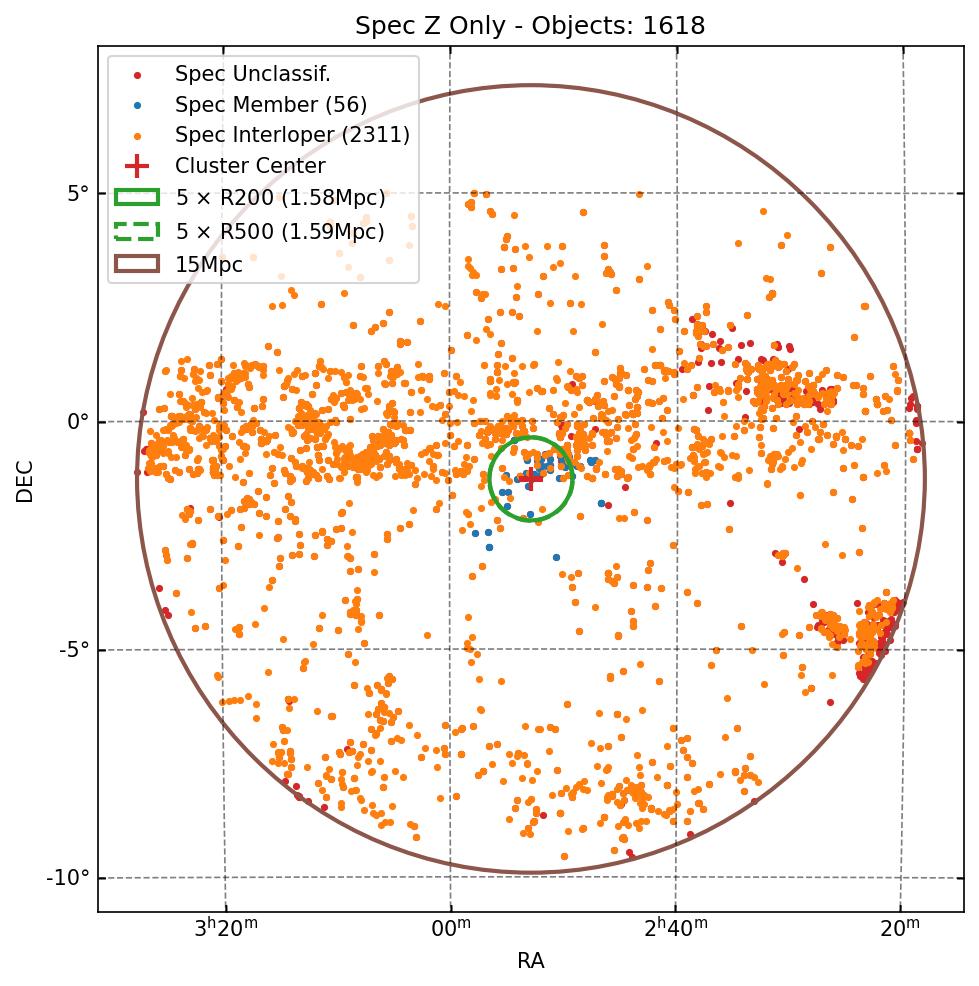 Spec Z Only - Objects: 1618
Spec Unclassif.
Spec Member (56)
Spec Interloper (2311)
Cluster Center
5 × R200 (1.58Mpc)
5 × R500 (1.59Mpc)
15Mpc
5°
0°
-5°
-10°
DEC
3h20m
00m
2h40m
20m
RA